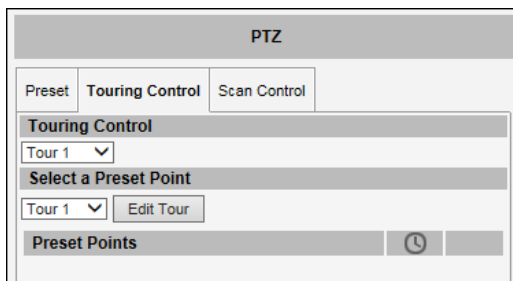 PTZ
Preset Touring Control Scan Control
Touring Control
Tour 1
Select a Preset Point
Tour 1 Edit Tour
Preset Points